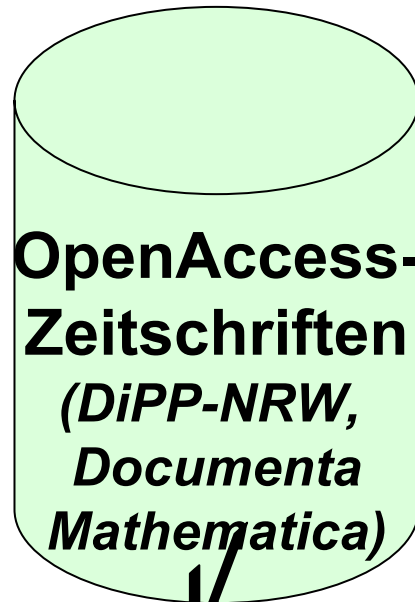 OpenAccess-
Zeitschriften
(DiPP-NRW,
Documenta
Mathematica)